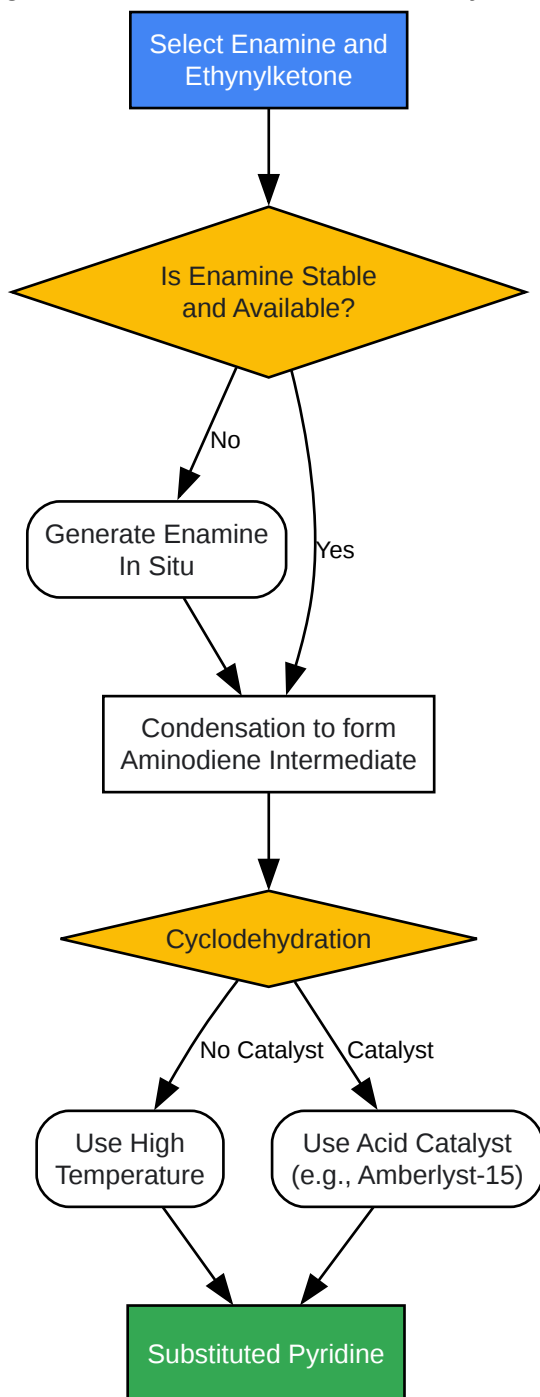 Select Enamine and
Ethynylketone
Is Enamine Stable
and Available?
No
Generate Enamine
In Situ
Yes
Condensation to form
Aminodiene Intermediate
Cyclodehydration
No Catalyst
Catalyst
Use High
Temperature
Use Acid Catalyst
(e.g., Amberlyst-15)
Substituted Pyridine